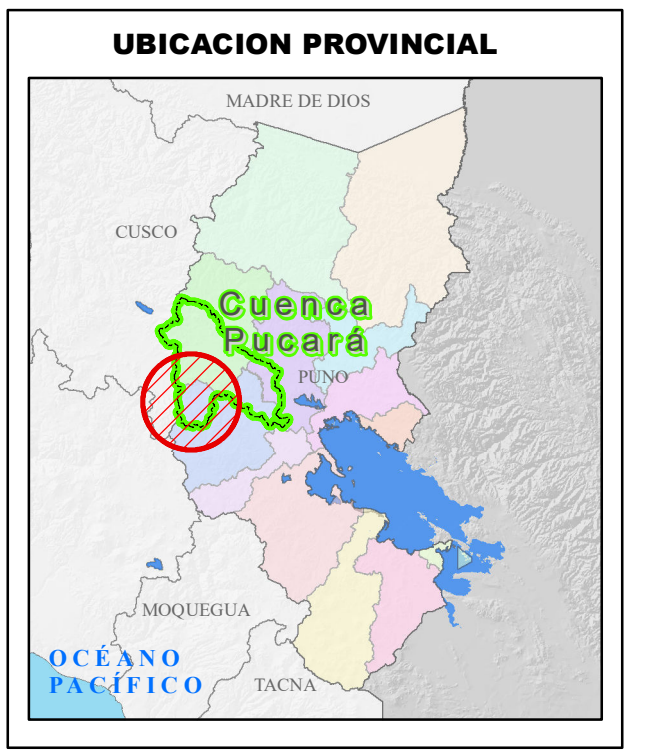 UBICACION PROVINCIAL
MADRE DE DIOS
CUSCO
Cuenca
Pucará
PUNO
MOQUEGUA
OCÉANO
PACÍFICO
TACNA